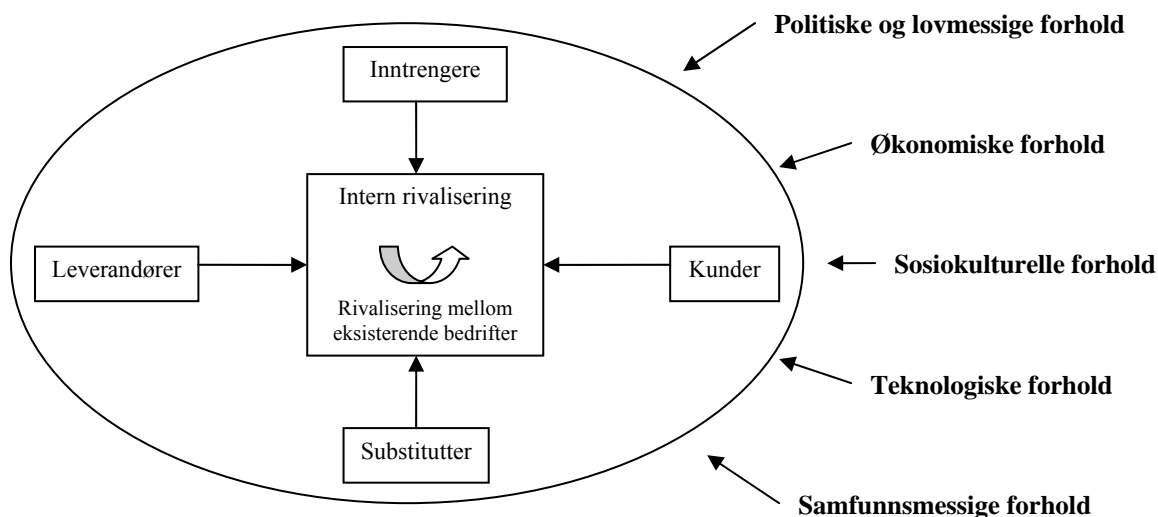 Politiske og lovmessige forhold
Inntrengere
Økonomiske forhold
Intern rivalisering
Leverandører
Kunder
Sosiokulturelle forhold
Rivalisering mellom
eksisterende bedrifter
Teknologiske forhold
Substitutter
Samfunnsmessige forhold